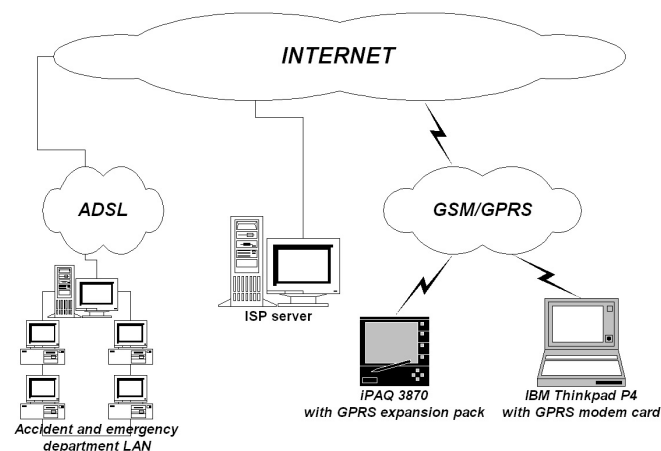 INTERNET
ADSL
GSM/GPRS
ISP server
iPAQ 3870
with GPRS expansion pack
IBM Thinkpad P4
with GPRS modem card
Accident and emergency
department LAN